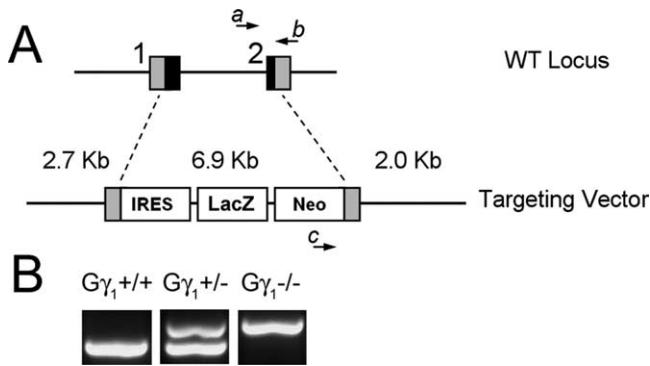 A
a
b
1
2
WT Locus
2.7 Kb 6.9 Kb 2.0 Kb
IRES LacZ Neo
Targeting Vector
c
B
Gγ₁+/+ Gγ₁+/- Gγ₁-/-